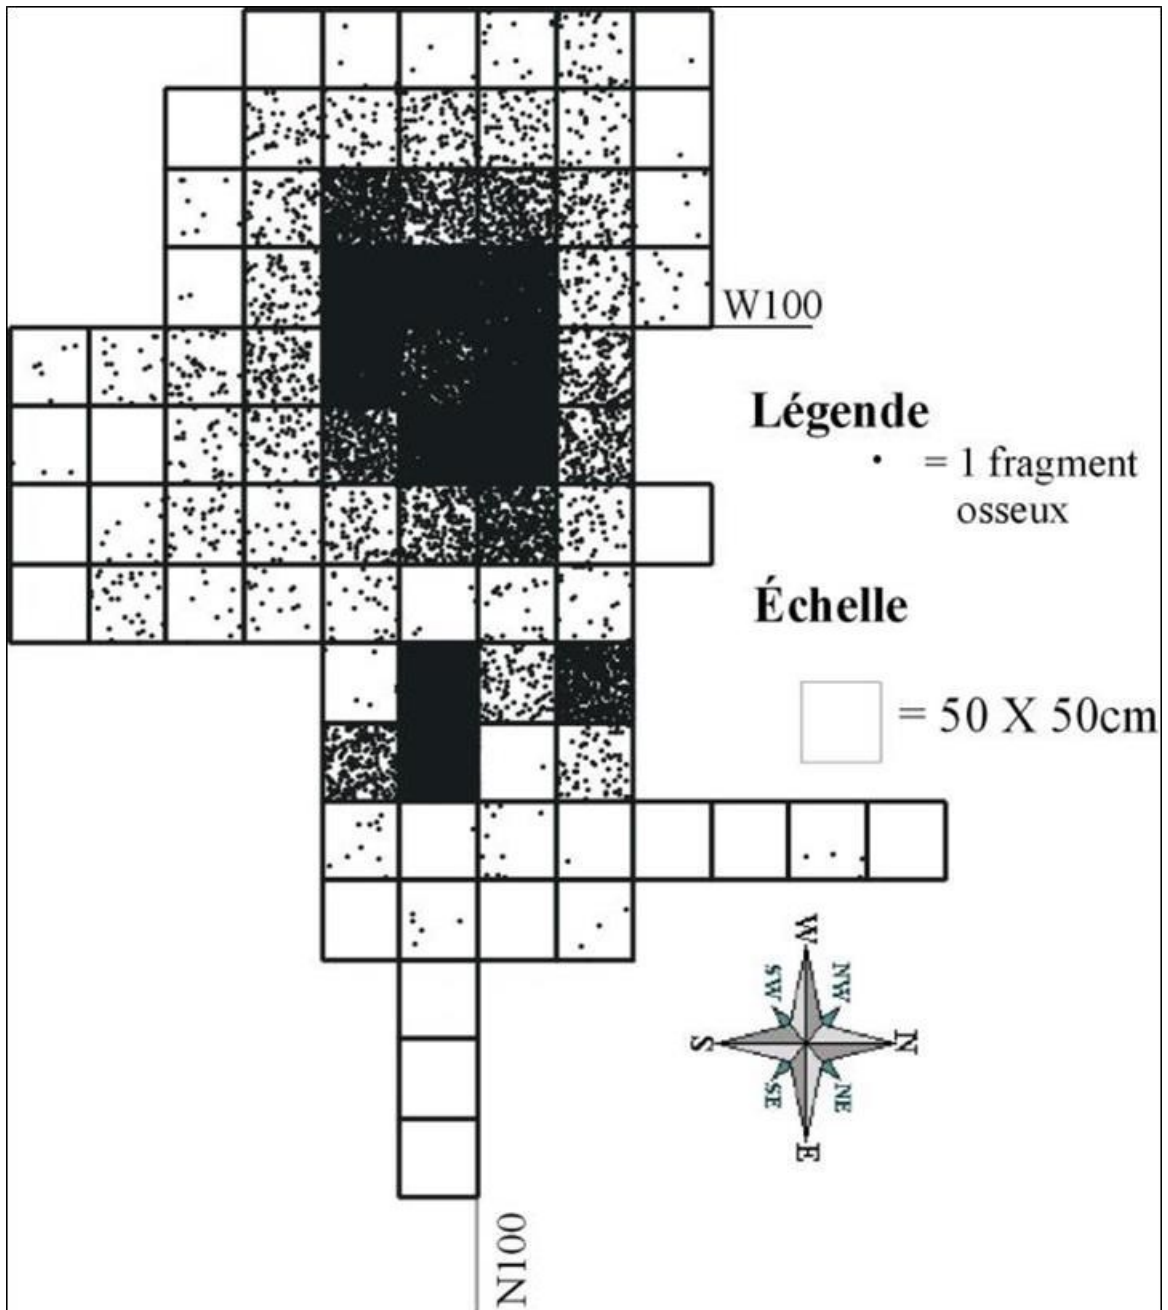 W100
Légende
• = 1 fragment
osseux
Échelle
= 50 X 50cm
W
SW
NW
S
N
SE
NE
E
N100